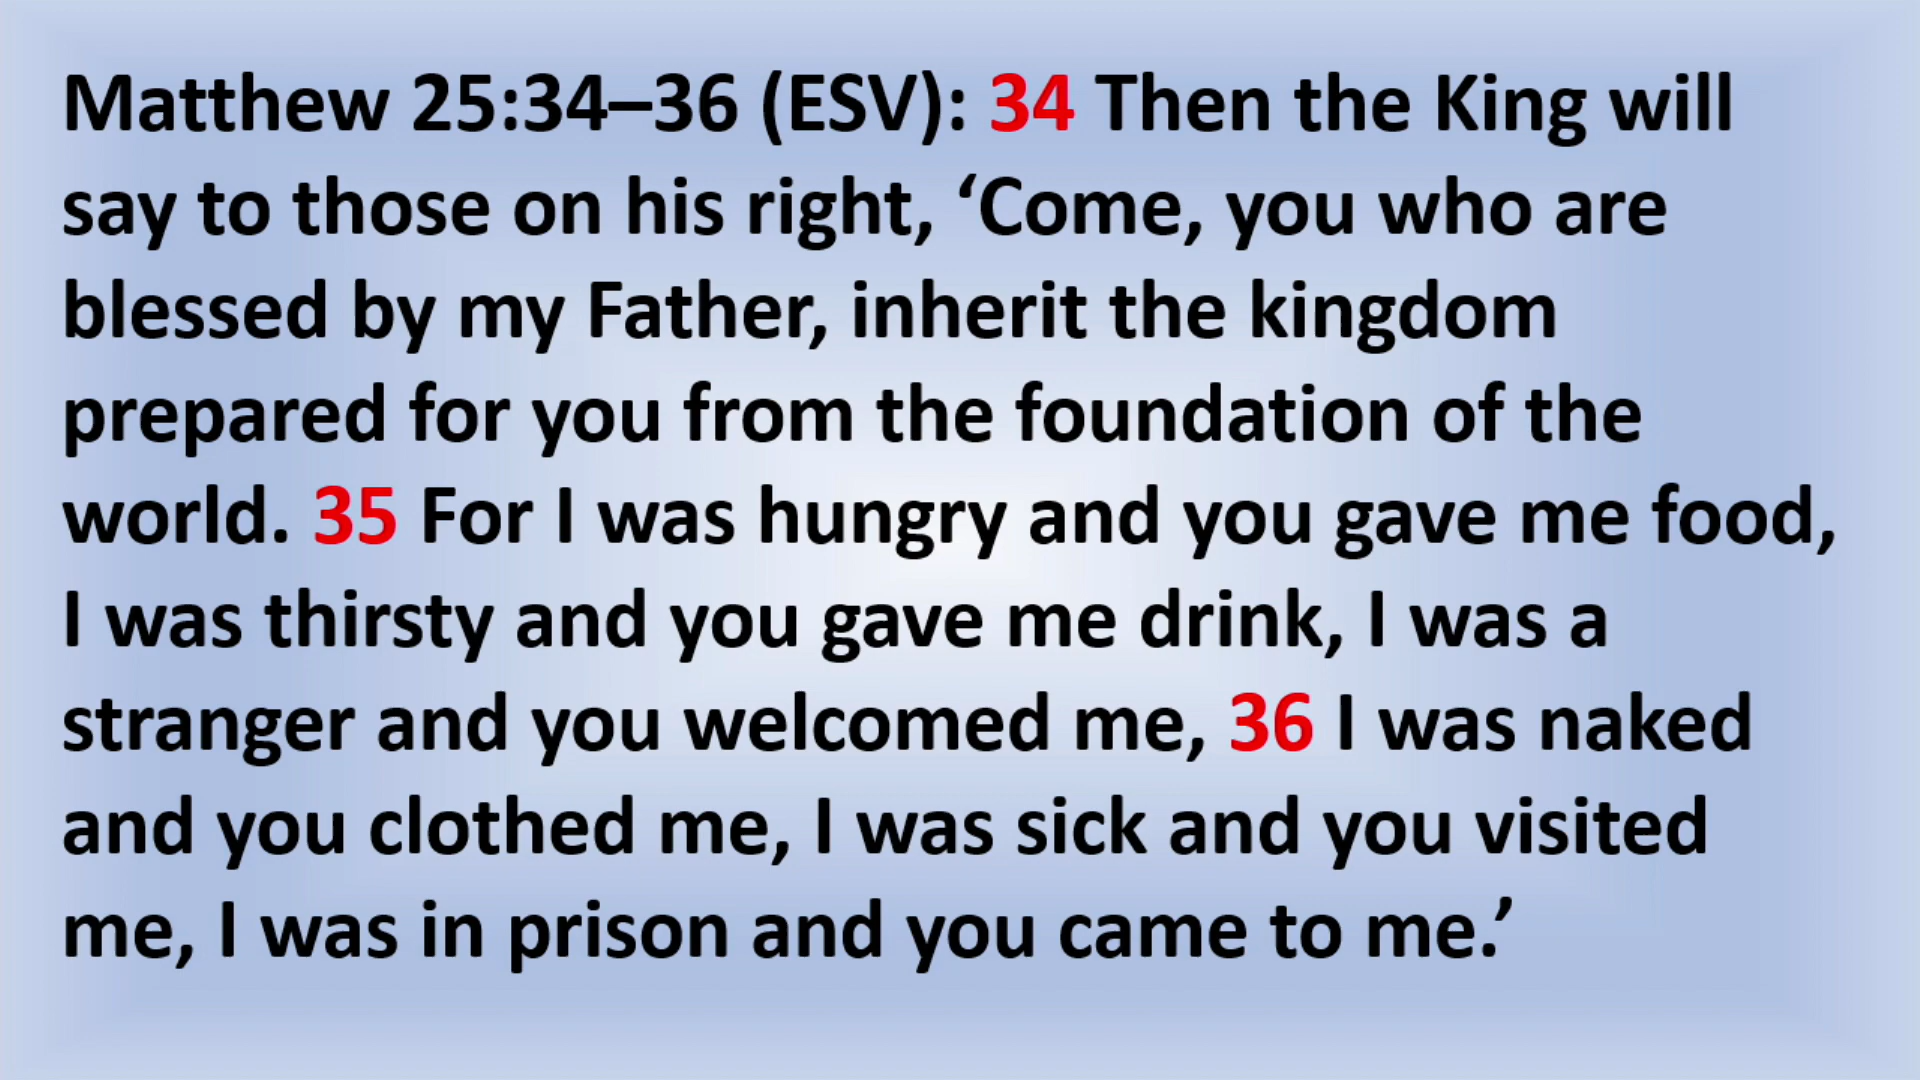 Matthew 25:34–36 (ESV): 34 Then the King will
say to those on his right, ‘Come, you who are
blessed by my Father, inherit the kingdom
prepared for you from the foundation of the
world. 35 For I was hungry and you gave me food,
I was thirsty and you gave me drink, I was a
stranger and you welcomed me, 36 I was naked
and you clothed me, I was sick and you visited
me, I was in prison and you came to me.’